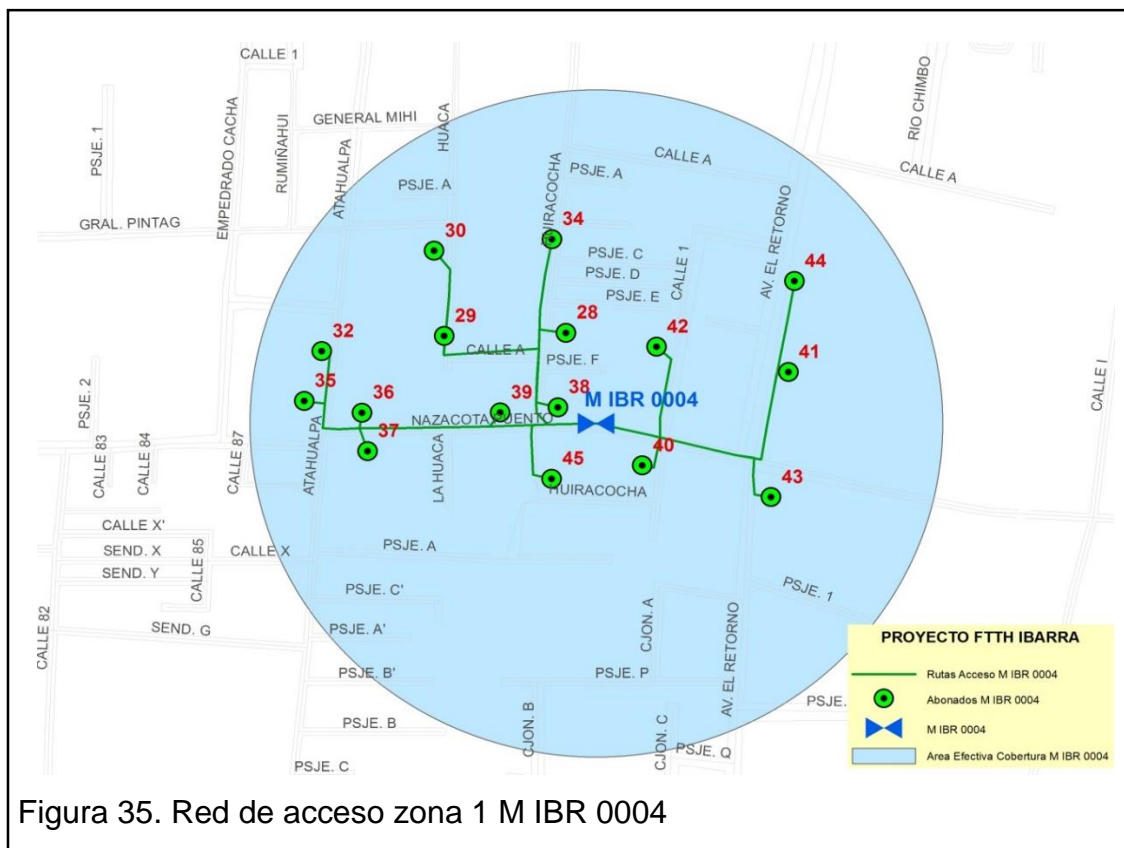 CALLE 1
PSJE. 1
EMPEDRADO CACHA
RUMIÑAHUI
GENERAL MIHI
ATAHUALPA
HUACA
RIO CHIMBO
CALLE A
CALLE A
PSJE. A
PSJE. A
GRAL. PINTAG
30
34
PSJE. C
PSJE. D
PSJE. E
CALLE 1
AV. EL RETORNO
44
32
29
28
42
CALLE A
PSJE. F
41
CALLE I
PSJE. 2
35
36
39
38
M IBR 0004
NAZACOTA PUENTO
37
CALLE 83
CALLE 84
CALLE 87
ATAHUALPA
LA HUACA
45
40
43
HUIRACOCHA
CALLE X'
SEND. X
SEND. Y
CALLE 85
CALLE X
PSJE. A
PSJE. C'
PSJE. 1
CALLE 82
SEND. G
PSJE. A'
CJON. A
AV. EL RETORNO
PSJE. B'
PSJE. P
PSJE. B
CJON. B
CJON. C
PSJE.
PSJE. Q
PSJE. C
PROYECTO FTTH IBARRA
Rutas Acceso M IBR 0004
Abonados M IBR 0004
M IBR 0004
Area Efectiva Cobertura M IBR 0004
Figura 35. Red de acceso zona 1 M IBR 0004